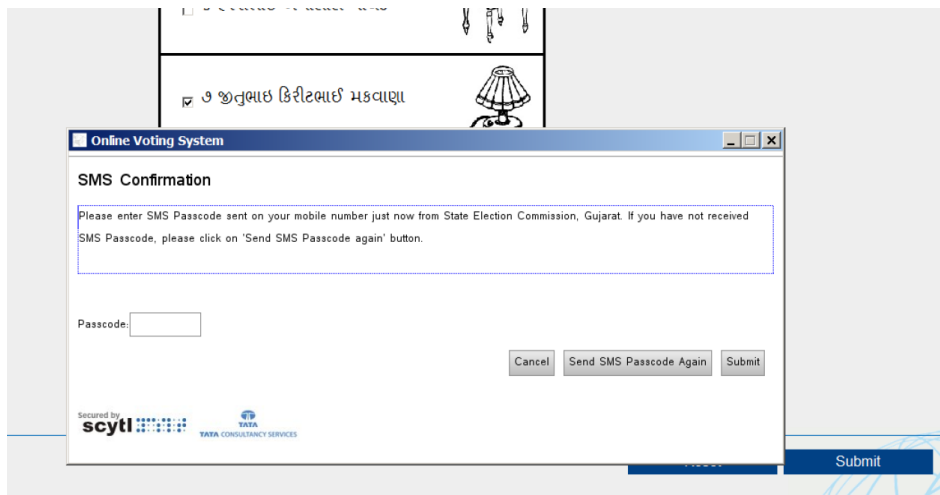 ૭ જીતુભાઇ કિરીટભાઈ મકવાણા
Online Voting System
SMS Confirmation
Please enter SMS Passcode sent on your mobile number just now from State Election Commission, Gujarat. If you have not received
SMS Passcode, please click on 'Send SMS Passcode again' button.
Passcode:
Cancel
Send SMS Passcode Again
Submit
Secured by
scytl
TATA
TATA CONSULTANCY SERVICES
Submit